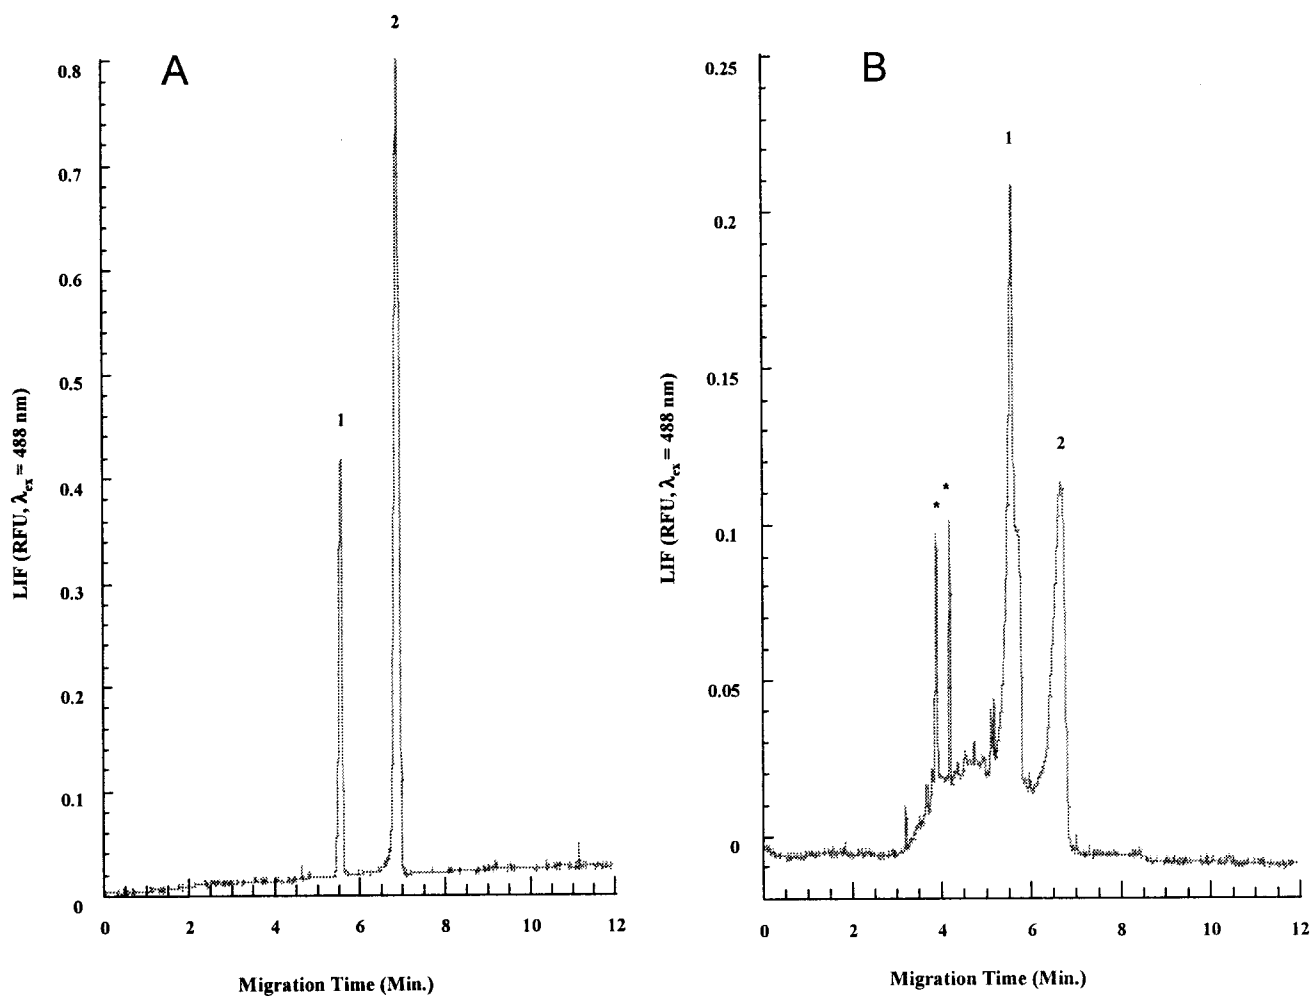 A
2
1
0.8
0.7
0.6
0.5
0.4
0.3
0.2
0.1
0
LIF (RFU, λex = 488 nm)
0 2 4 6 8 10 12
Migration Time (Min.)
B
1
2
* *
0.25
0.2
0.15
0.1
0.05
0
LIF (RFU, λex = 488 nm)
0 2 4 6 8 10 12
Migration Time (Min.)